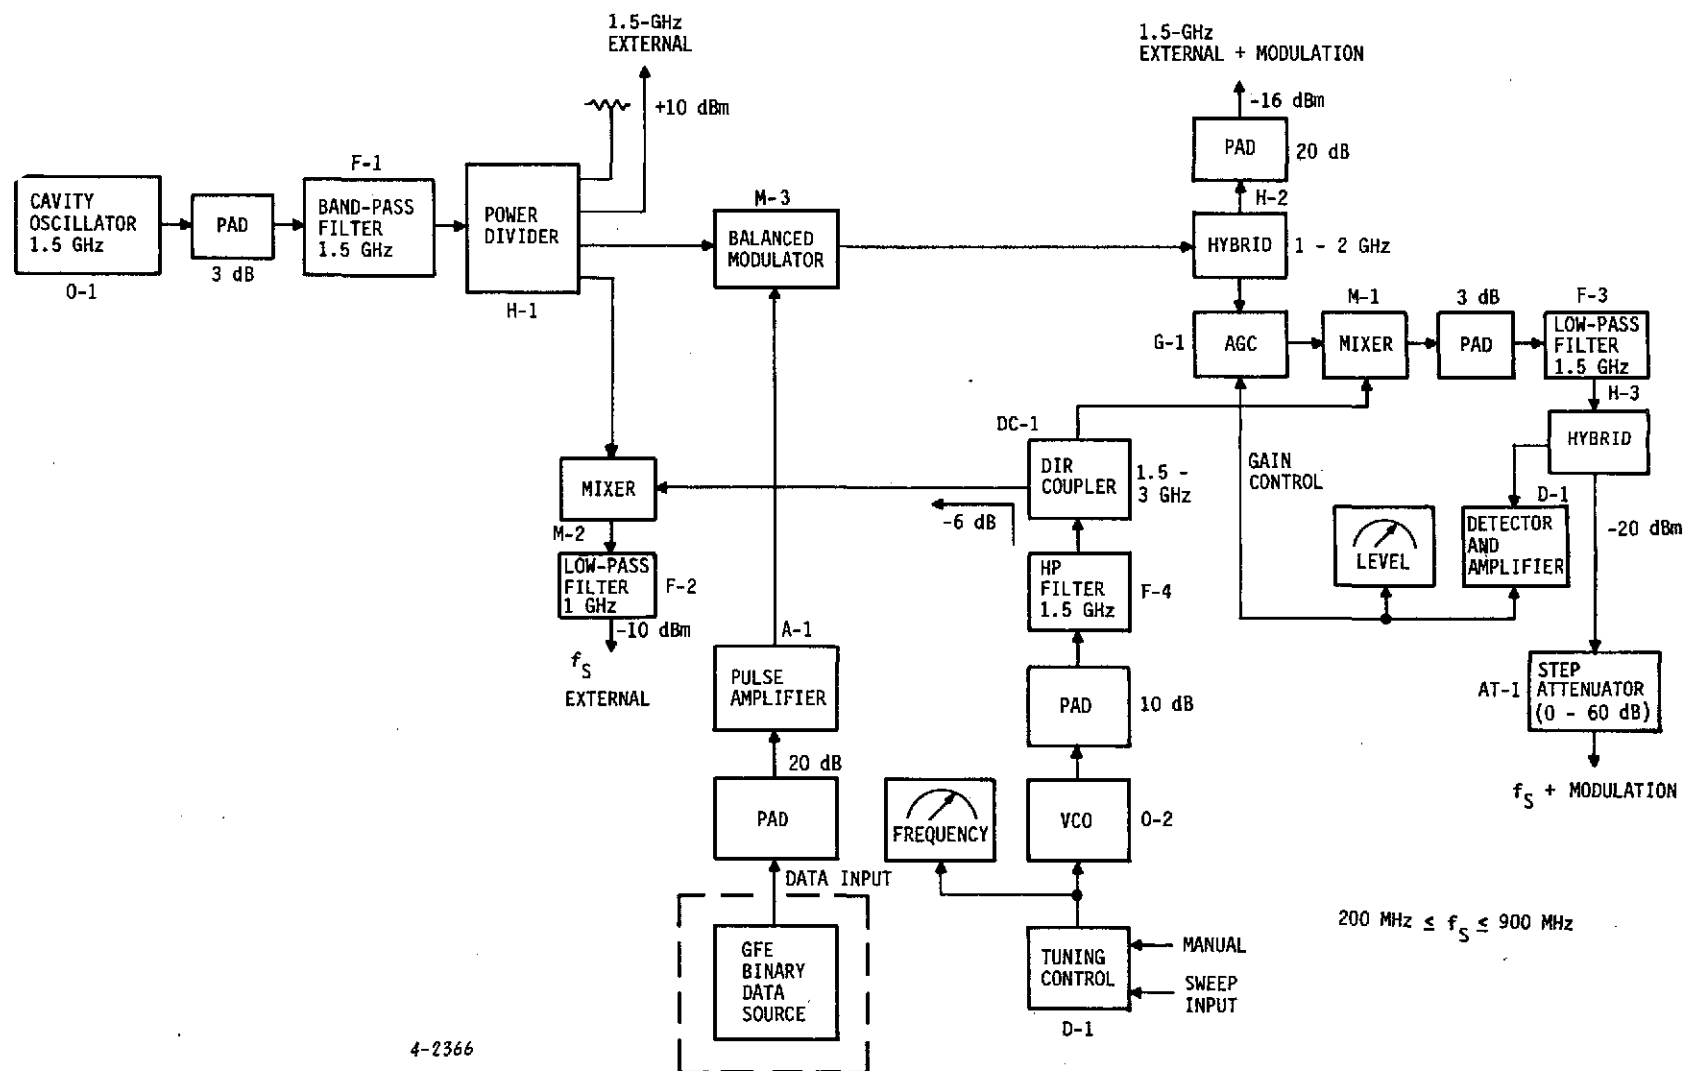 1.5-GHz
EXTERNAL
+10 dBm
1.5-GHz
EXTERNAL + MODULATION
-16 dBm
PAD
20 dB
H-2
CAVITY
OSCILLATOR
1.5 GHz
O-1
PAD
3 dB
F-1
BAND-PASS
FILTER
1.5 GHz
POWER
DIVIDER
H-1
M-3
BALANCED
MODULATOR
HYBRID
1 - 2 GHz
G-1
AGC
M-1
MIXER
3 dB
PAD
F-3
LOW-PASS
FILTER
1.5 GHz
H-3
HYBRID
DC-1
DIR
COUPLER
1.5 -
3 GHz
GAIN
CONTROL
MIXER
M-2
-6 dB
LOW-PASS
FILTER
1 GHz
F-2
-10 dBm
fS
EXTERNAL
HP
FILTER
1.5 GHz
F-4
LEVEL
D-1
DETECTOR
AND
AMPLIFIER
-20 dBm
A-1
PULSE
AMPLIFIER
PAD
10 dB
AT-1
STEP
ATTENUATOR
(0 - 60 dB)
fS + MODULATION
20 dB
PAD
FREQUENCY
VCO
O-2
DATA INPUT
GFE
BINARY
DATA
SOURCE
TUNING
CONTROL
D-1
MANUAL
SWEEP
INPUT
200 MHz ≤ fS ≤ 900 MHz
4-2366